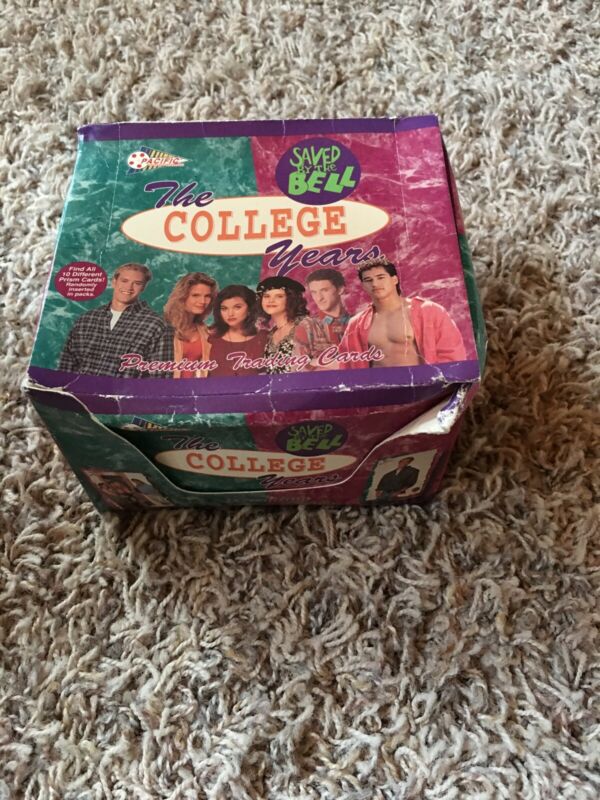 PACIFIC
SAVED
BY THE
BELL
The
COLLEGE
Years
Find All
10 Different
Prism Cards!
Randomly
inserted
in packs.
Premium Trading Cards
SAVED
BY THE
BELL
The
COLLEGE
Years